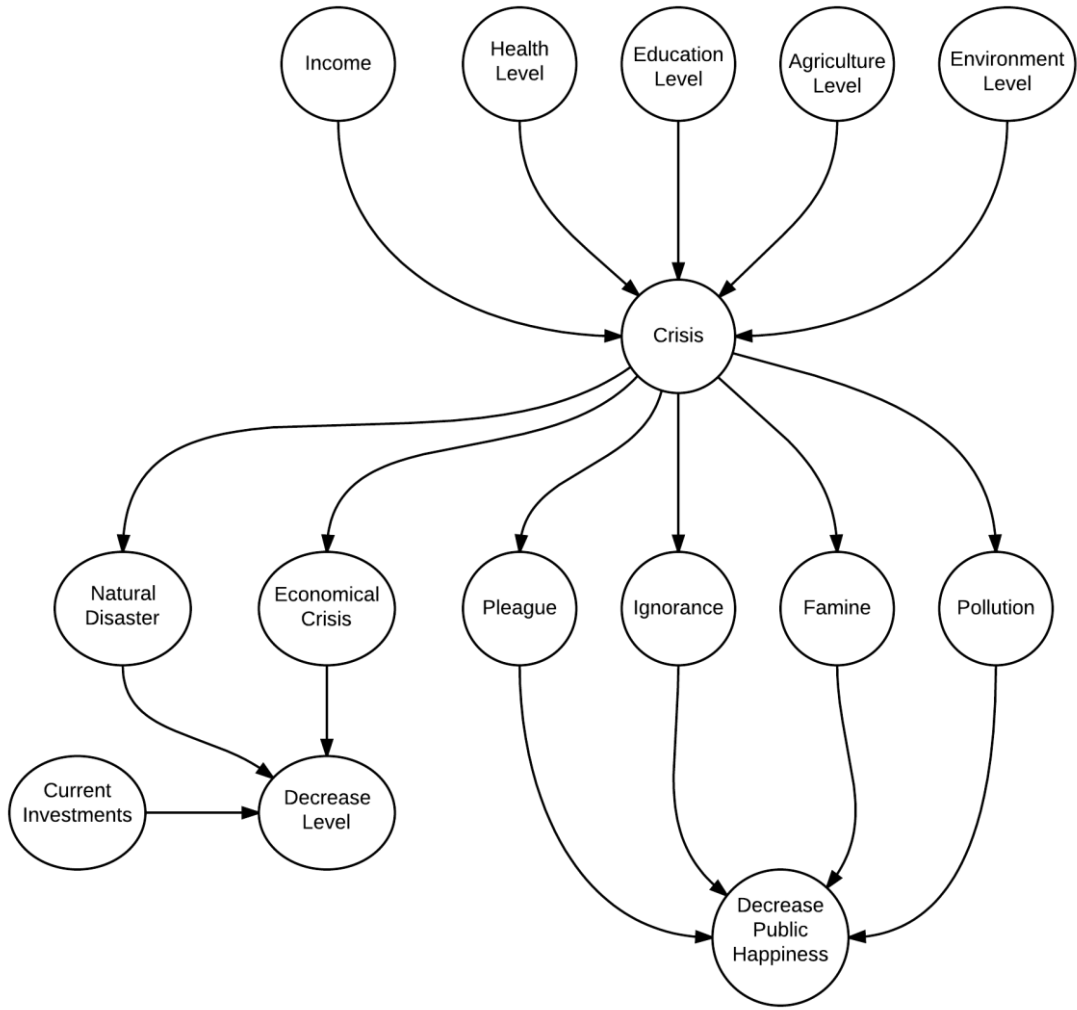 Income
Health
Level
Education
Level
Agriculture
Level
Environment
Level
Crisis
Natural
Disaster
Economical
Crisis
Pleague
Ignorance
Famine
Pollution
Current
Investments
Decrease
Level
Decrease
Public
Happiness